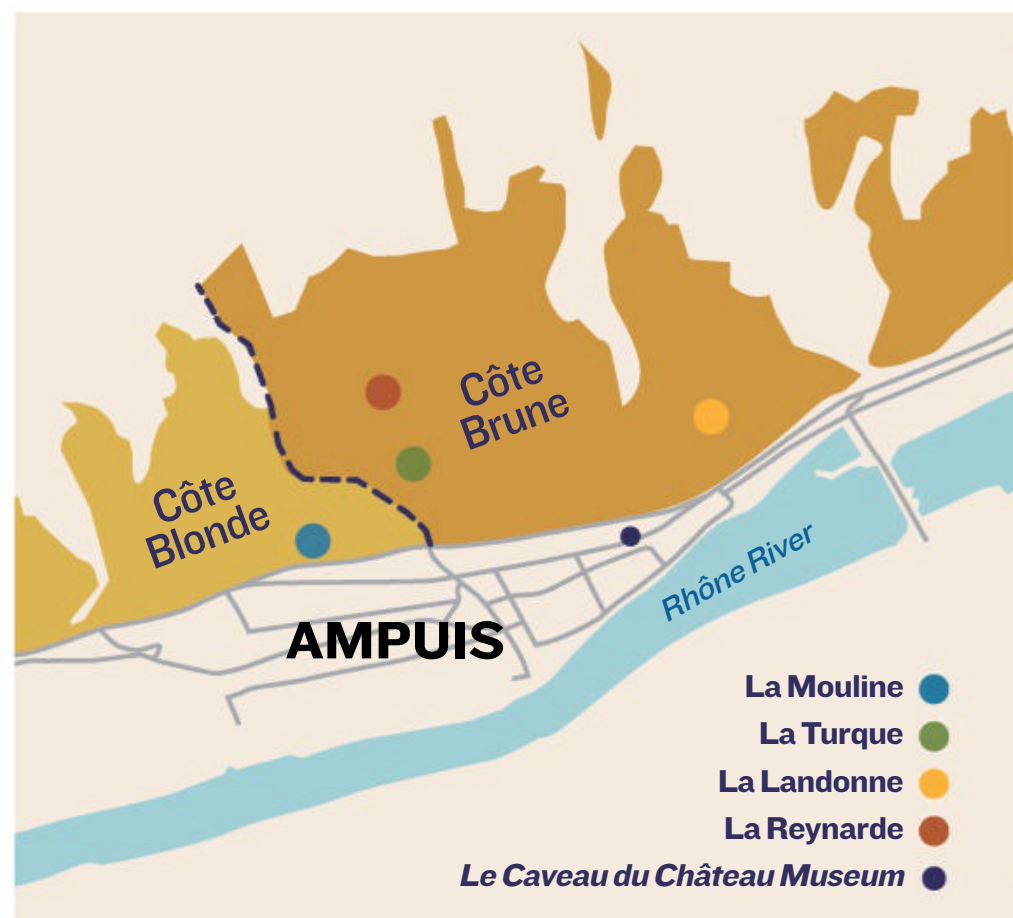 Côte
Brune
Côte
Blonde
Rhône River
AMPUIS
La Mouline
La Turque
La Landonne
La Reynarde
Le Caveau du Château Museum